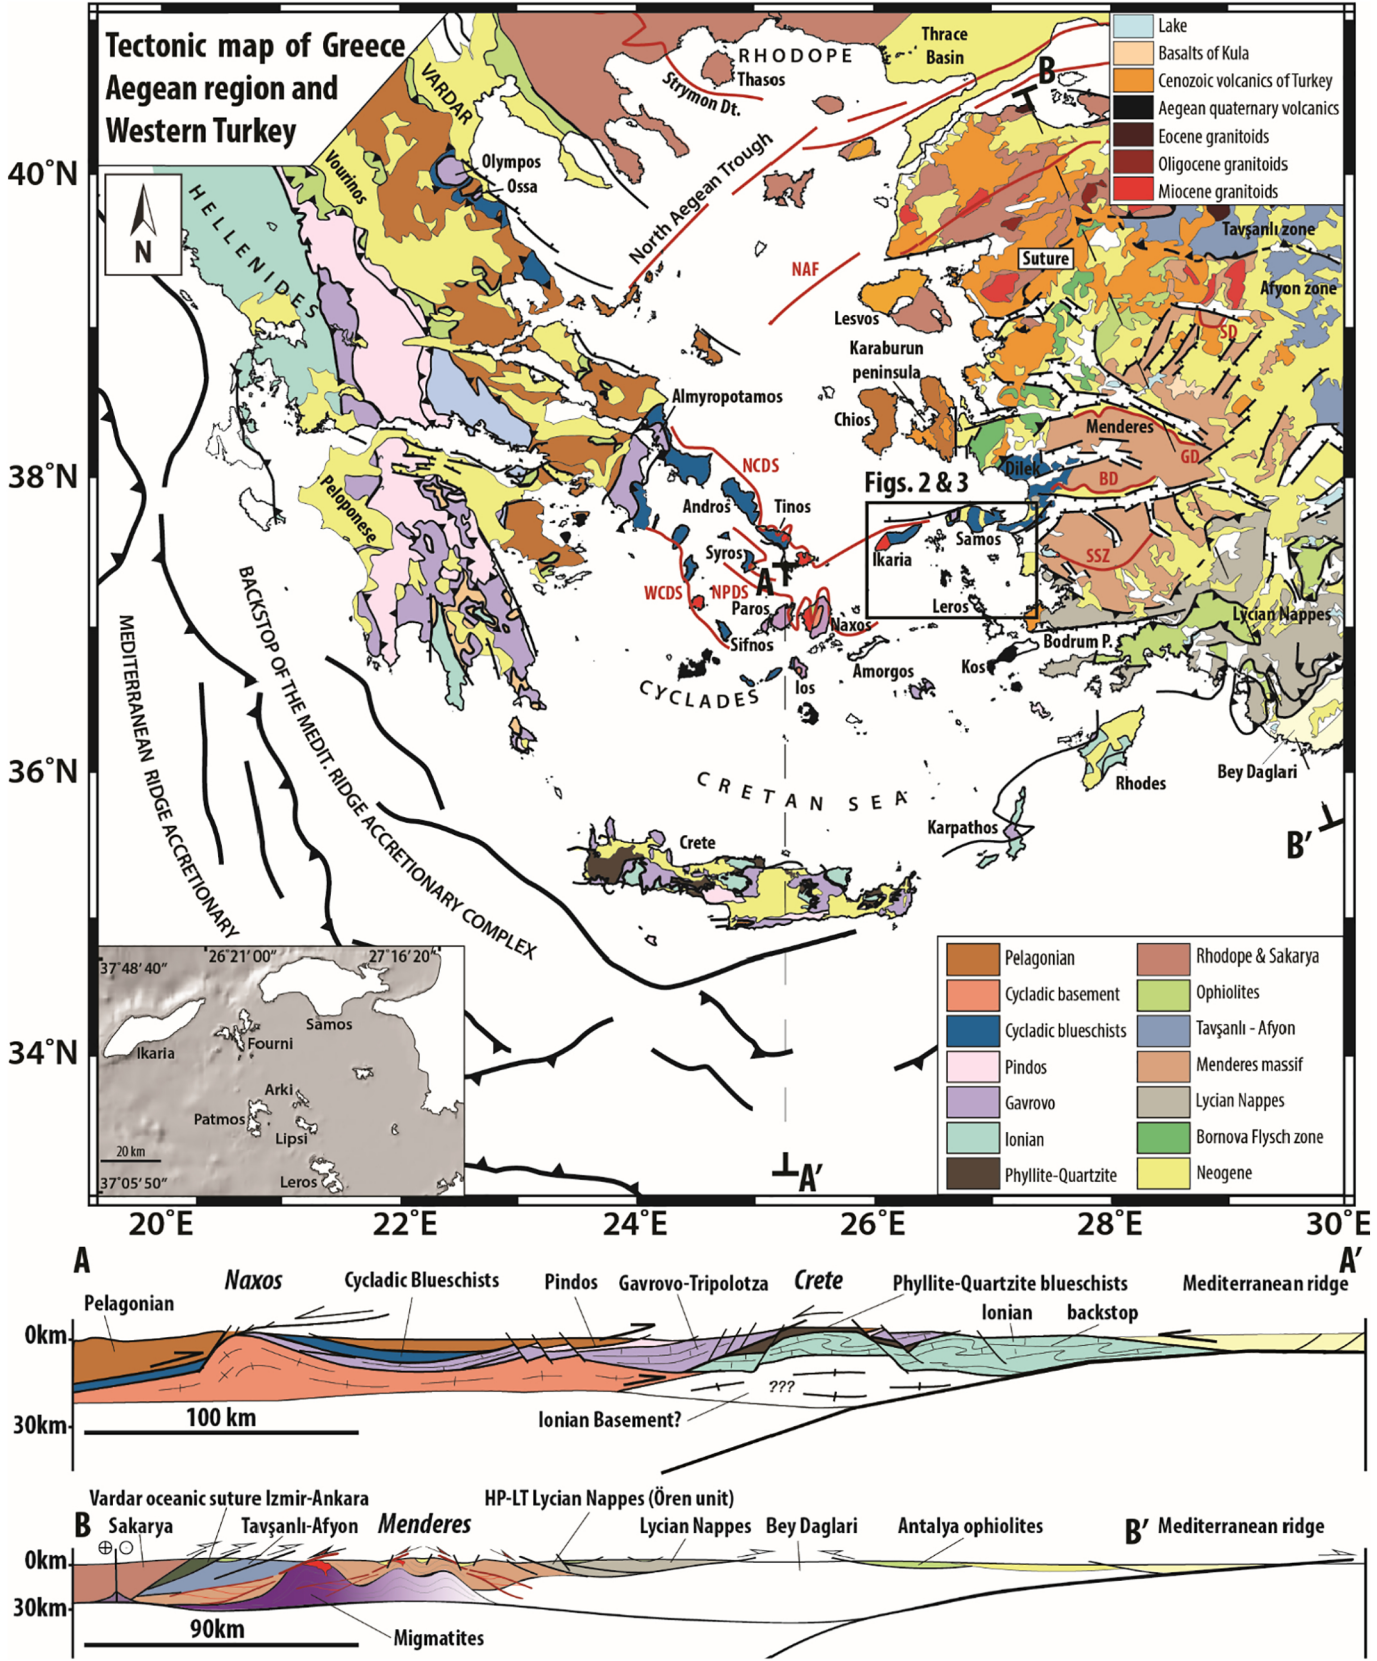 Tectonic map of Greece
Aegean region and
Western Turkey
N
40°N
38°N
36°N
34°N
20°E
22°E
24°E
26°E
28°E
30°E
VARDAR
Vourinos
HELLENIDES
Olympos
Ossa
RHODOPE
Thasos
Strymon Dt.
Thrace
Basin
North Aegean Trough
NAF
B
Lake
Basalts of Kula
Cenozoic volcanics of Turkey
Aegean quaternary volcanics
Eocene granitoids
Oligocene granitoids
Miocene granitoids
Tavşanlı zone
Suture
Afyon zone
SD
Lesvos
Karaburun
peninsula
Chios
Almyropotamos
Menderes
GD
BD
Dilek
NCDS
Figs. 2 & 3
Andros
Tinos
Samos
Ikaria
Syros
A
SSZ
WCDS
NPDS
Paros
Leros
Naxos
Lycian Nappes
Sifnos
Bodrum P.
Amorgos
Kos
Ios
CYCLADES
Peloponese
BACKSTOP OF THE MEDIT. RIDGE ACCRETIONARY COMPLEX
MEDITERRANEAN RIDGE ACCRETIONARY
CRETAN SEA
Rhodes
Bey Daglari
Karpathos
B'
Crete
A'
37°48'40"
26°21'00"
27°16'20"
Samos
Ikaria
Fourni
Arki
Patmos
Lipsi
20 km
37°05'50"
Leros
Pelagonian
Cycladic basement
Cycladic blueschists
Pindos
Gavrovo
Ionian
Phyllite-Quartzite
Rhodope & Sakarya
Ophiolites
Tavşanlı - Afyon
Menderes massif
Lycian Nappes
Bornova Flysch zone
Neogene
A
A'
Naxos
Cycladic Blueschists
Pindos
Gavrovo-Tripolotza
Crete
Phyllite-Quartzite blueschists
Mediterranean ridge
Pelagonian
Ionian
backstop
0km
???
100 km
Ionian Basement?
30km
Vardar oceanic suture Izmir-Ankara
HP-LT Lycian Nappes (Ören unit)
B
Sakarya
Tavşanlı-Afyon
Menderes
Lycian Nappes
Bey Daglari
Antalya ophiolites
B'
Mediterranean ridge
0km
30km
90km
Migmatites